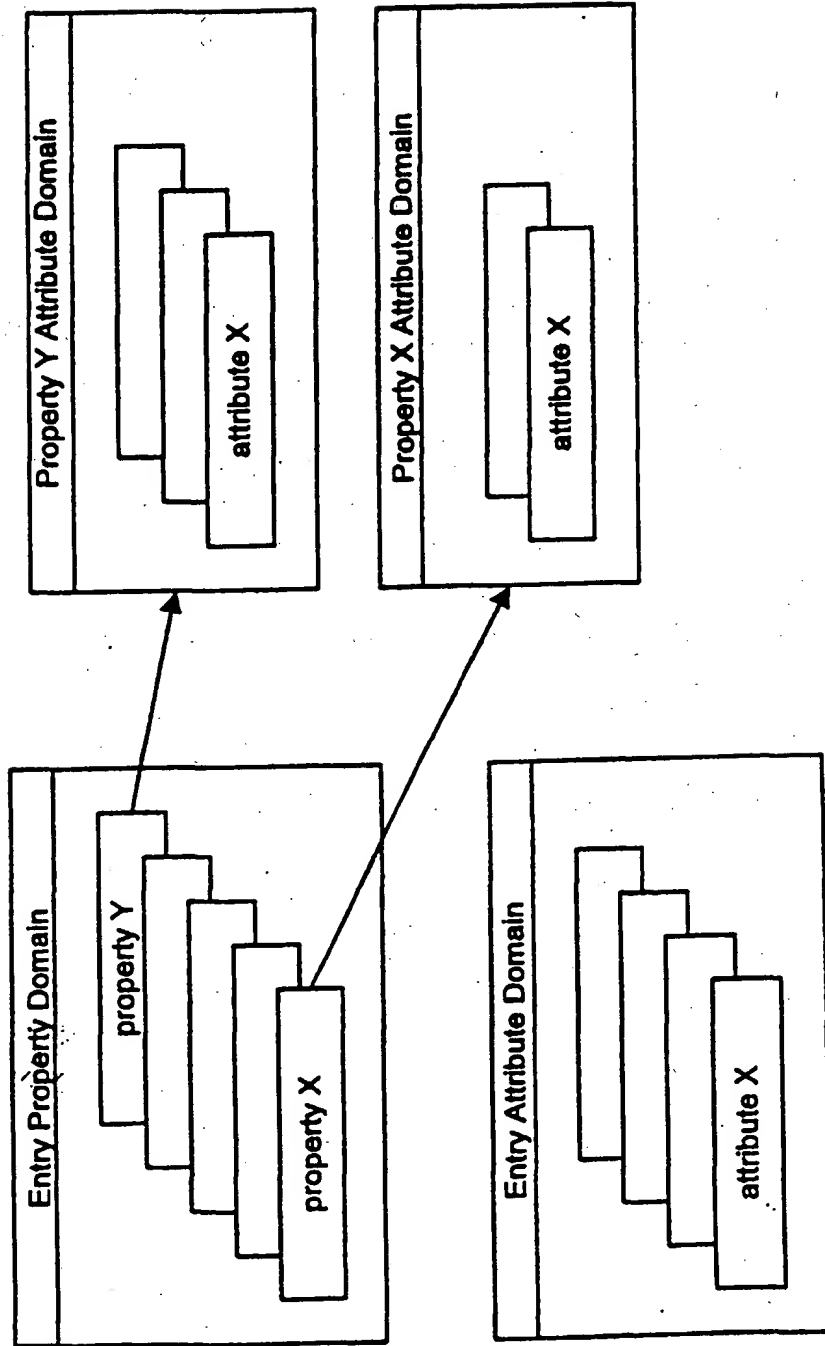 Entry Property Domain
property Y
property X
Property Y Attribute Domain
attribute X
Property X Attribute Domain
attribute X
Entry Attribute Domain
attribute X